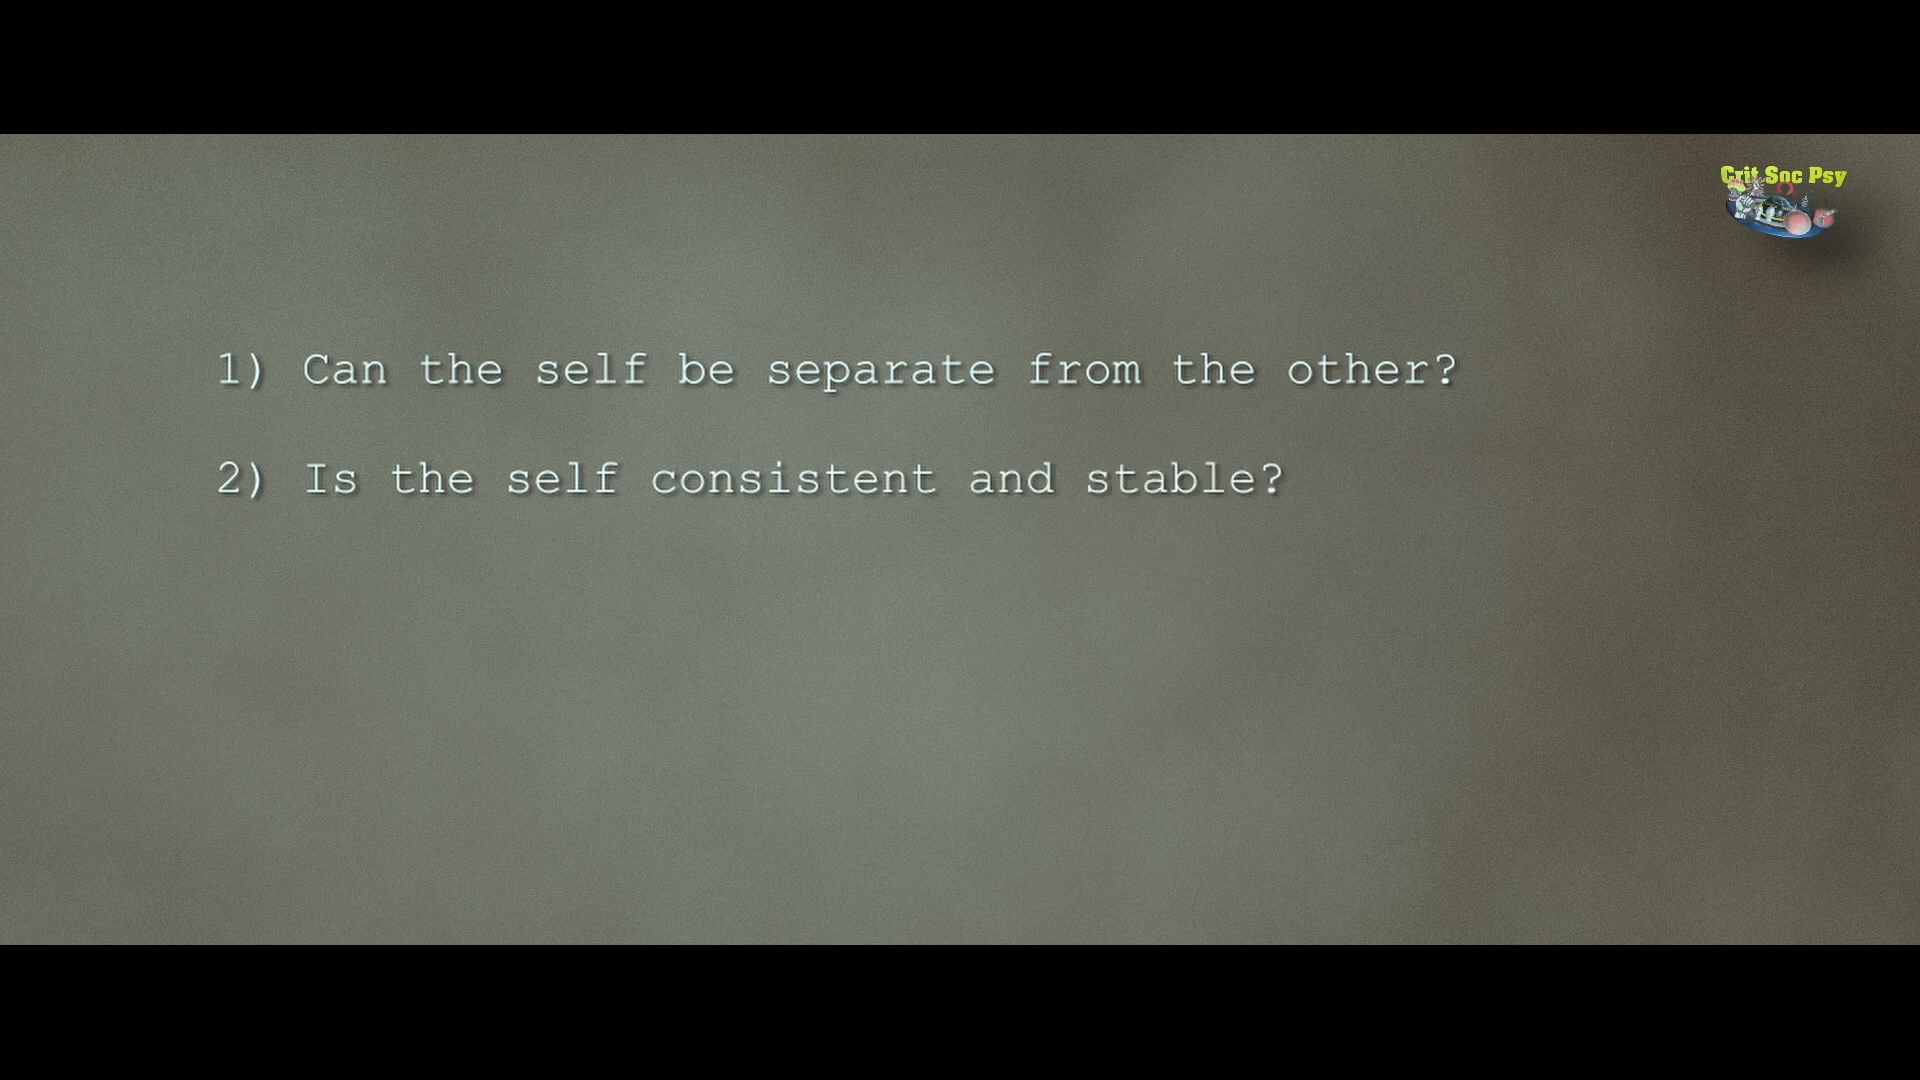 Crit Soc Psy
1) Can the self be separate from the other?
2) Is the self consistent and stable?